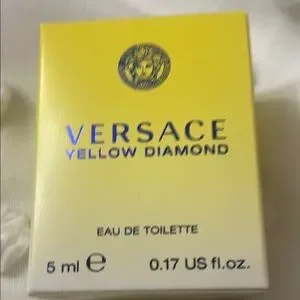 VERSACE
YELLOW DIAMOND
EAU DE TOILETTE
5 ml ℮ 0.17 US fl.oz.